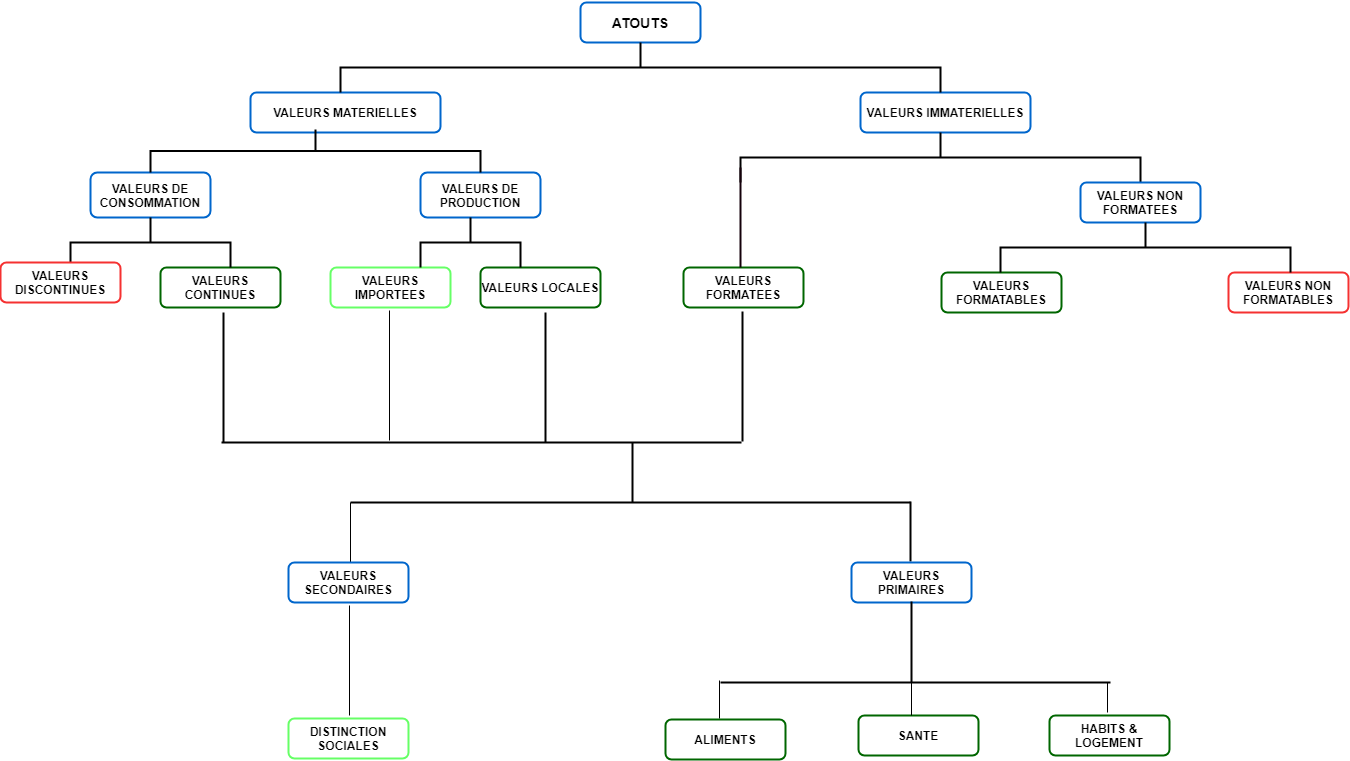 ATOUTS
VALEURS MATERIELLES
VALEURS IMMATERIELLES
VALEURS DE
CONSOMMATION
VALEURS DE
PRODUCTION
VALEURS NON
FORMATEES
VALEURS
DISCONTINUES
VALEURS
CONTINUES
VALEURS
IMPORTEES
VALEURS LOCALES
VALEURS
FORMATEES
VALEURS
FORMATABLES
VALEURS NON
FORMATABLES
VALEURS
SECONDAIRES
VALEURS
PRIMAIRES
DISTINCTION
SOCIALES
ALIMENTS
SANTE
HABITS &
LOGEMENT